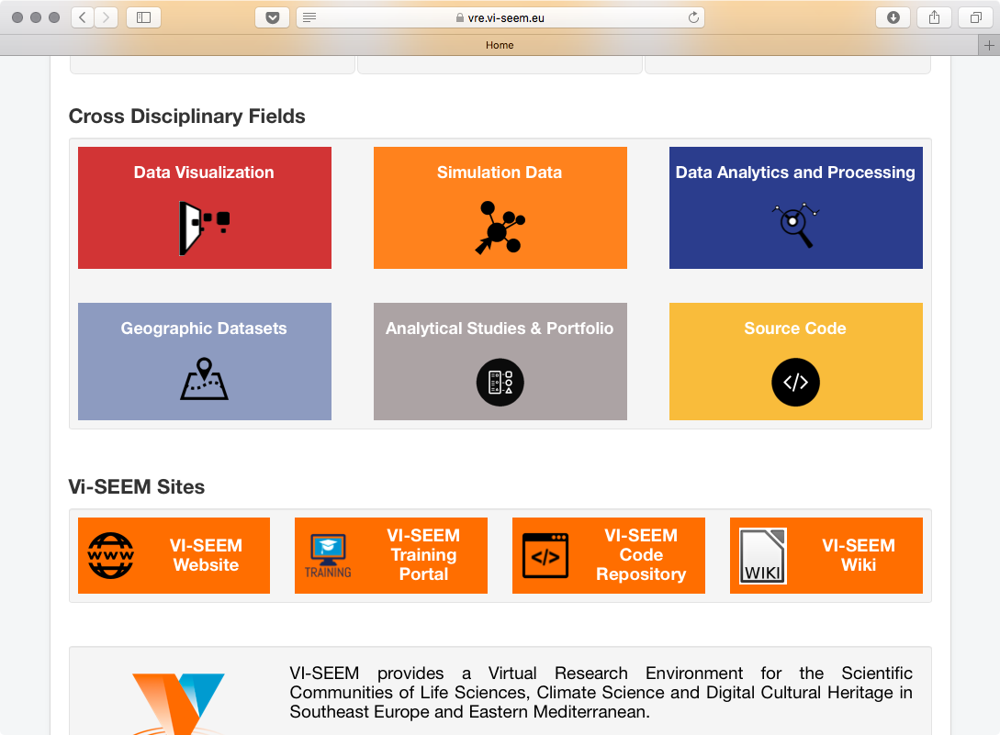 vre.vi-seem.eu
Home
Cross Disciplinary Fields
Data Visualization
Simulation Data
Data Analytics and Processing
Geographic Datasets
Analytical Studies & Portfolio
Source Code
</>
Vi-SEEM Sites
WWW
VI-SEEM
Website
TRAINING
VI-SEEM
Training
Portal
</>
VI-SEEM
Code
Repository
WIKI
VI-SEEM
Wiki
VI-SEEM provides a Virtual Research Environment for the Scientific
Communities of Life Sciences, Climate Science and Digital Cultural Heritage in
Southeast Europe and Eastern Mediterranean.